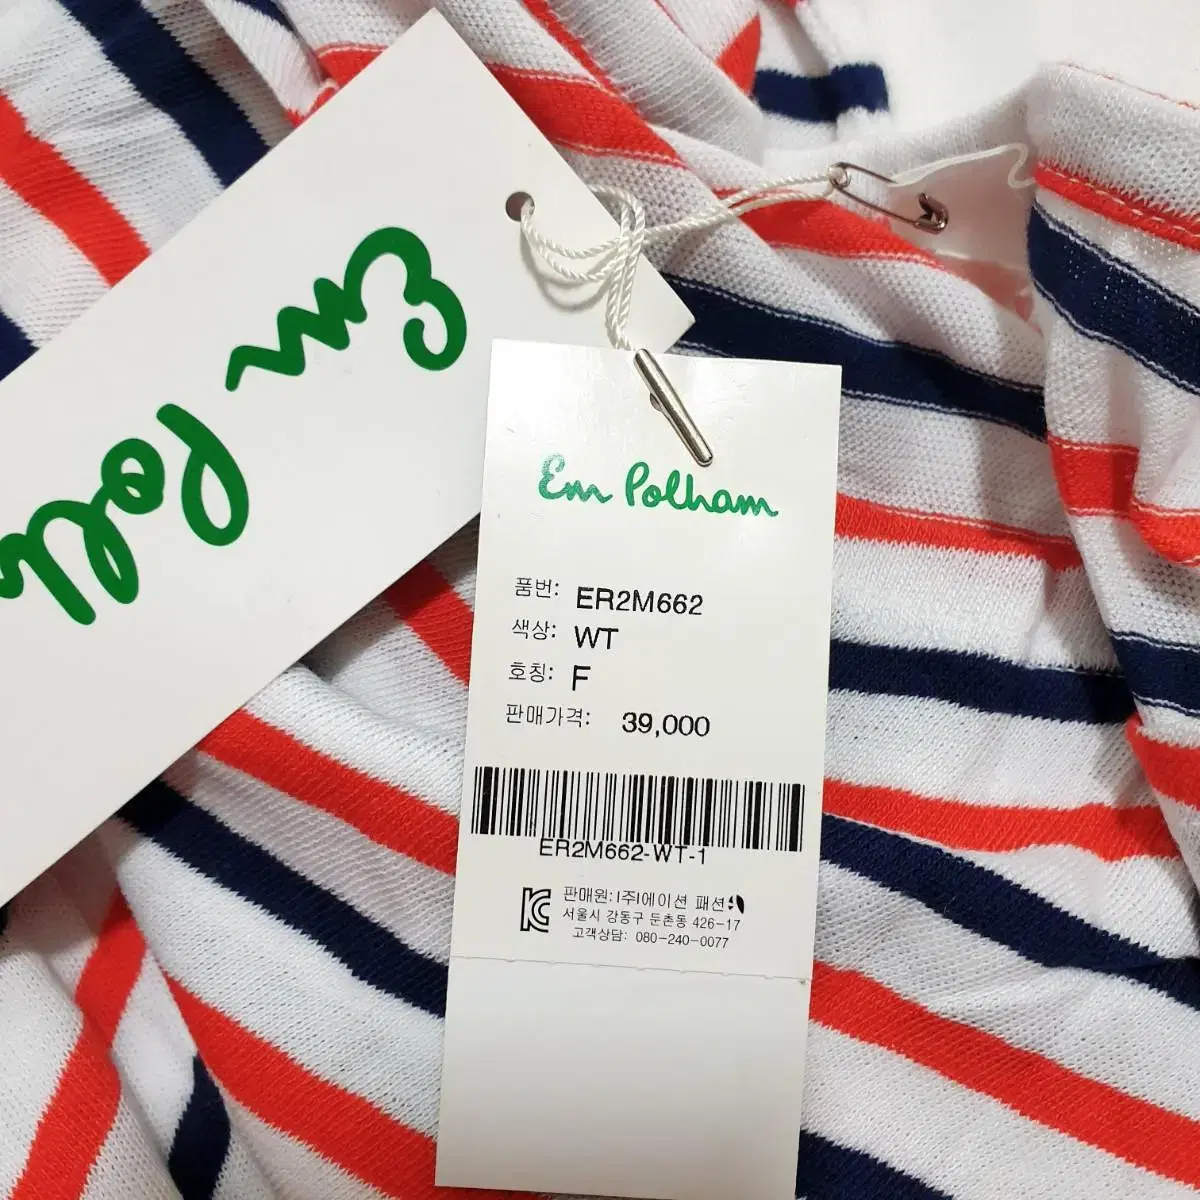 Em Polh
Em Polham
품번: ER2M662
색상: WT
호칭: F
판매가격: 39,000
ER2M662-WT-1
판매원: (주)에이션 패션
서울시 강동구 둔촌동 426-17
고객상담: 080-240-0077